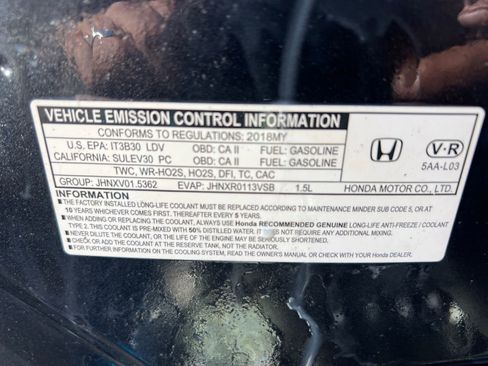 VEHICLE EMISSION CONTROL INFORMATION
CONFORMS TO REGULATIONS: 2018MY
U.S. EPA: IT3B30 LDV OBD: CA II FUEL: GASOLINE
CALIFORNIA: SULEV30 PC OBD: CA II FUEL: GASOLINE
TWC, WR-HO2S, HO2S, DFI, TC, CAC
GROUP: JHNXV01.5362 EVAP: JHNXR0113VSB 1.5L
V-R
5AA-L03
HONDA MOTOR CO., LTD.
INFORMATION
■ THE FACTORY INSTALLED LONG-LIFE COOLANT MUST BE REPLACED ACCORDING TO MAINTENANCE MINDER SUB CODE 5, OR AT
10 YEARS WHICHEVER COMES FIRST. THEREAFTER EVERY 5 YEARS.
■ WHEN ADDING OR REPLACING THE COOLANT, ALWAYS USE Honda RECOMMENDED GENUINE LONG-LIFE ANTI-FREEZE / COOLANT
TYPE 2. THIS COOLANT IS PRE-MIXED WITH 50% DISTILLED WATER. IT DOES NOT REQUIRE ANY ADDITIONAL MIXING.
■ NEVER DILUTE THE COOLANT, OR THE LIFE OF THE ENGINE MAY BE SERIOUSLY SHORTENED.
■ CHECK OR ADD THE COOLANT AT THE RESERVE TANK, NOT THE RADIATOR.
■ FOR FURTHER INFORMATION ON THE COOLING SYSTEM, READ THE OWNER'S MANUAL OR CHECK WITH YOUR Honda DEALER.